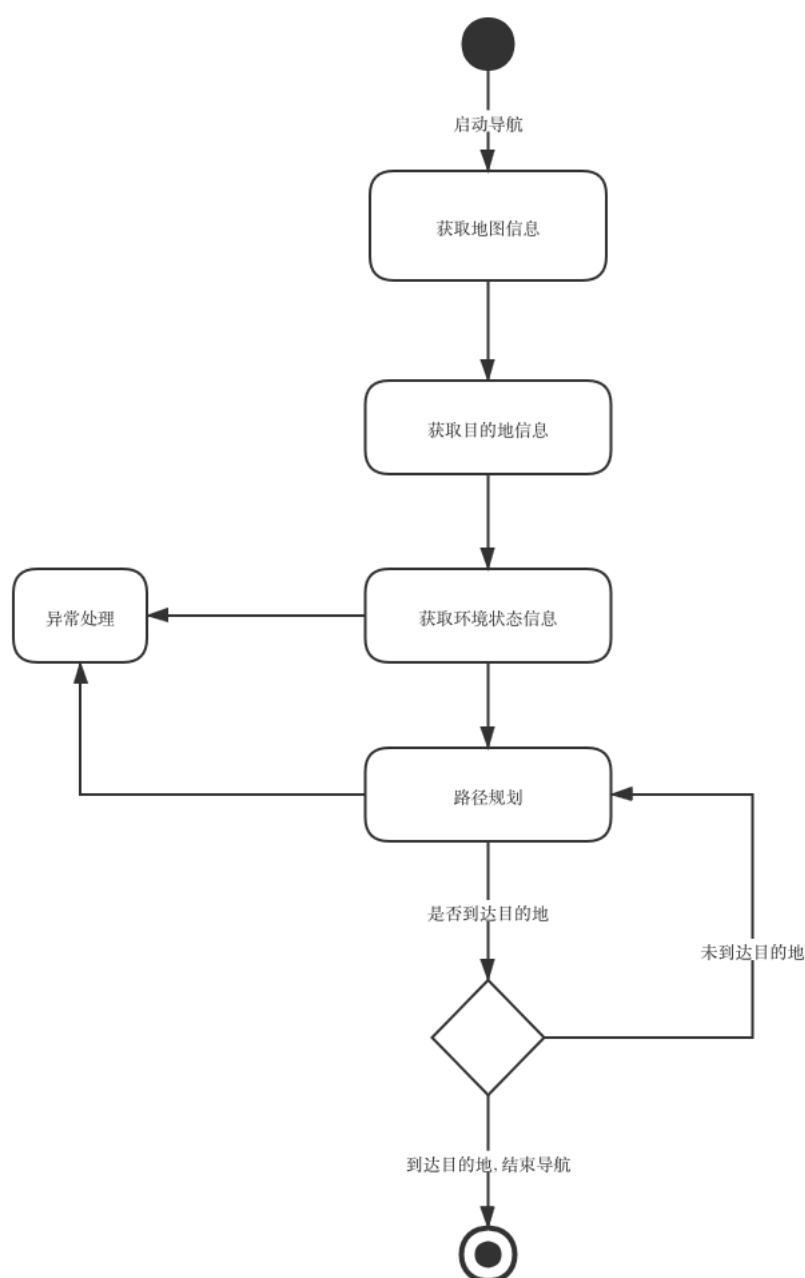 启动导航
获取地图信息
获取目的地信息
异常处理
获取环境状态信息
路径规划
是否到达目的地
未到达目的地
到达目的地,结束导航